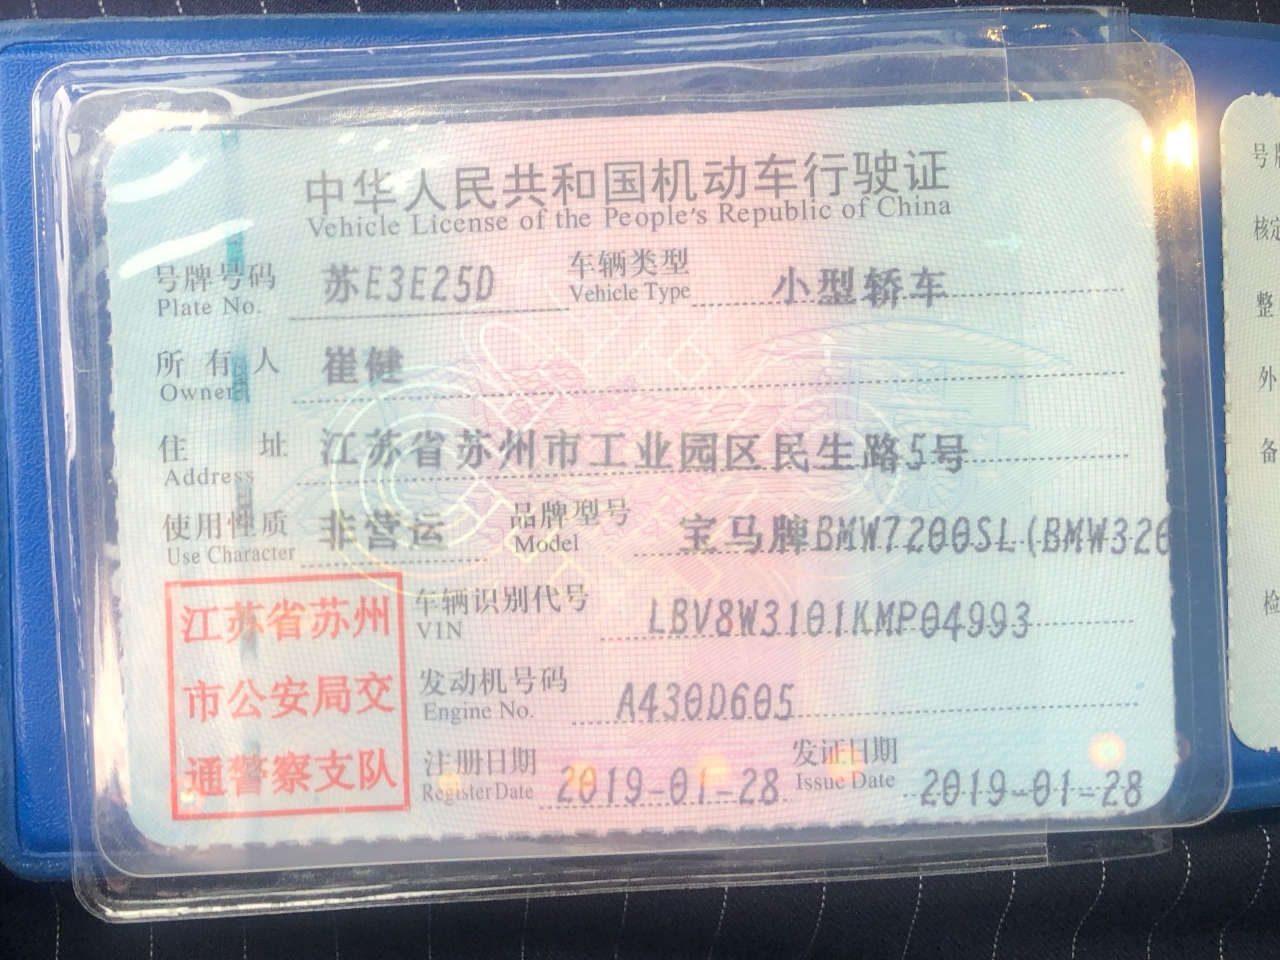 中华人民共和国机动车行驶证
Vehicle License of the People's Republic of China
号牌号码 苏E3E25D 车辆类型 小型轿车
Plate No. Vehicle Type
所有人 崔健
Owner
住址 江苏省苏州市工业园区民生路5号
Address
使用性质 非营运 品牌型号 宝马牌BMW7200SL(BMW320
Use Character Model
江苏省苏州
市公安局交
通警察支队
车辆识别代号 LBV8W3101KMP04993
VIN
发动机号码 A430D605
Engine No.
注册日期 2019-01-28 发证日期 2019-01-28
Register Date Issue Date
号牌
核定
整
外
备
检